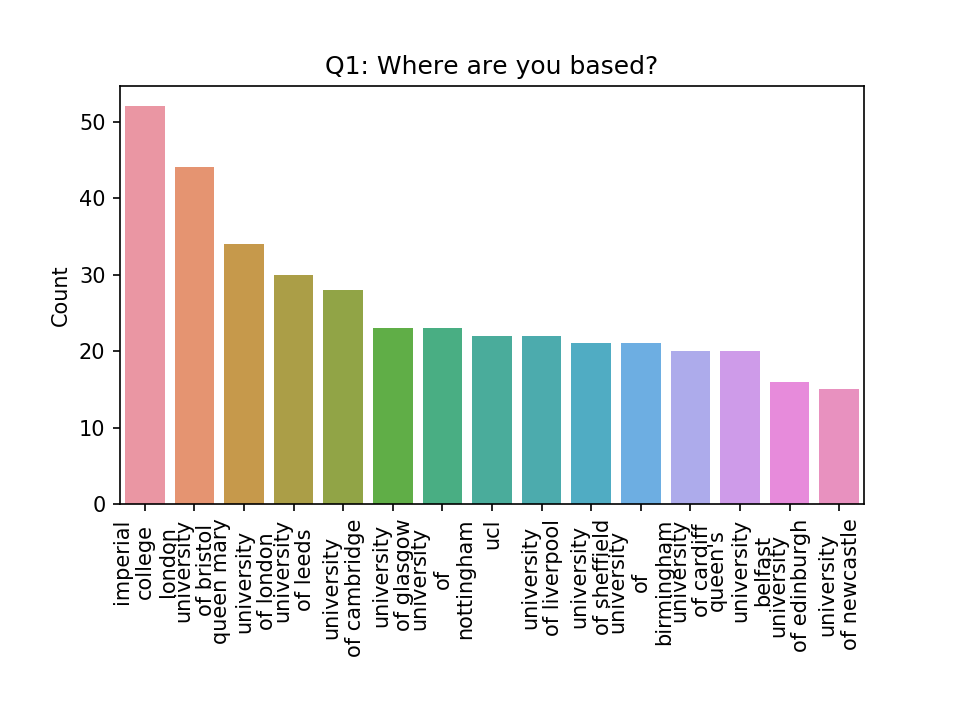 Q1: Where are you based?
Count
50
40
30
20
10
0
imperial
college
london
university
of bristol
queen mary
university
of london
university
of leeds
university
of cambridge
university
of glasgow
university
of
nottingham
ucl
university
of liverpool
university
of sheffield
university
of
birmingham
university
of cardiff
queen's
university
belfast
university
of edinburgh
university
of newcastle